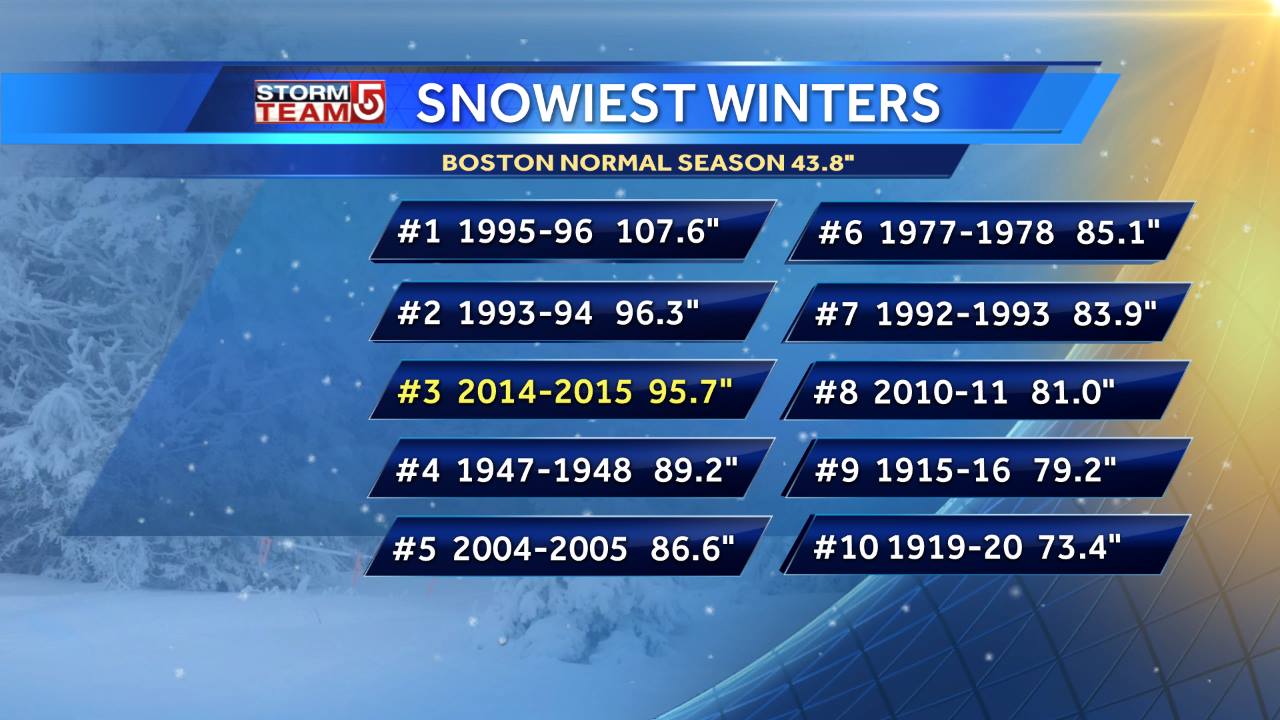 STORM TEAM 5
SNOWIEST WINTERS
BOSTON NORMAL SEASON 43.8"
#1 1995-96 107.6"
#2 1993-94 96.3"
#3 2014-2015 95.7"
#4 1947-1948 89.2"
#5 2004-2005 86.6"
#6 1977-1978 85.1"
#7 1992-1993 83.9"
#8 2010-11 81.0"
#9 1915-16 79.2"
#10 1919-20 73.4"